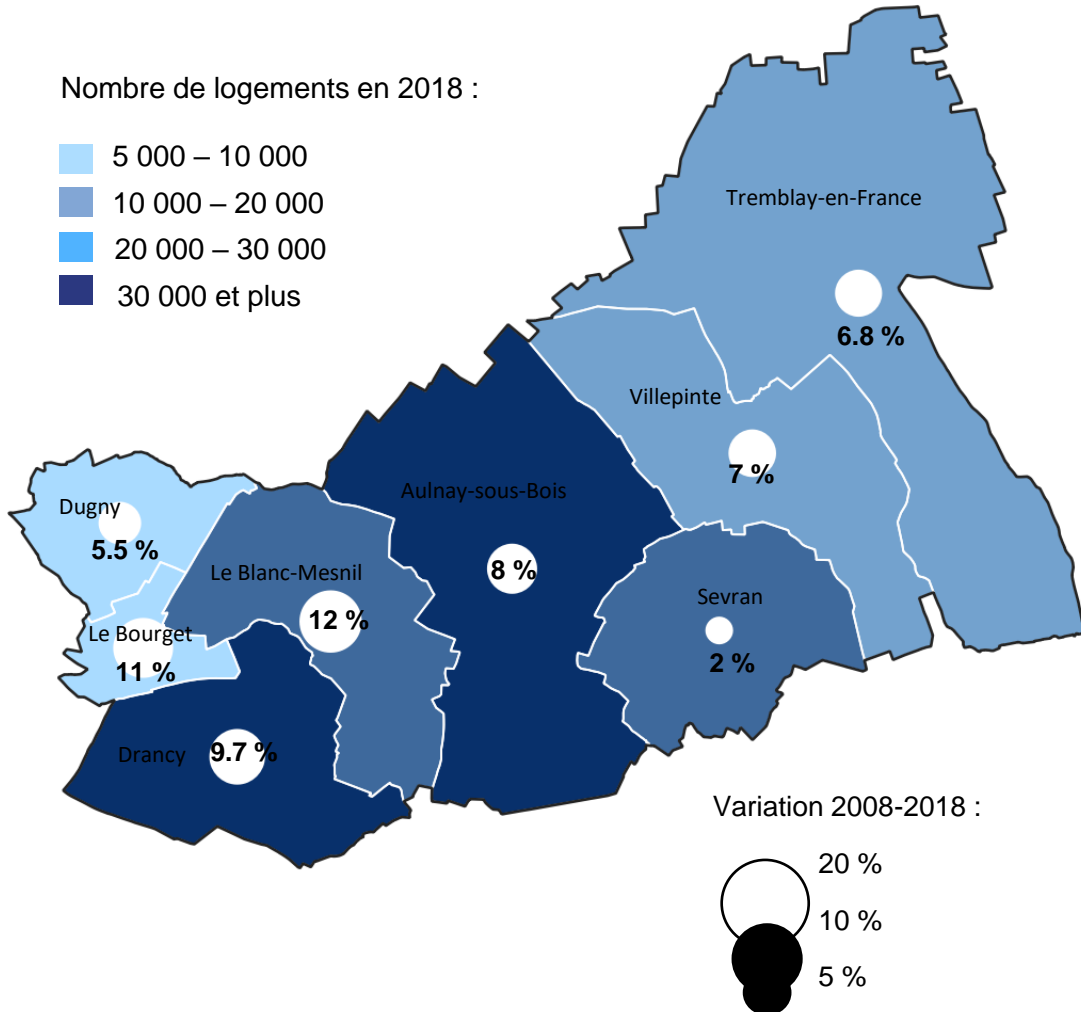 Nombre de logements en 2018 :
5 000 – 10 000
10 000 – 20 000
20 000 – 30 000
30 000 et plus
Tremblay-en-France
6.8 %
Villepinte
7 %
Aulnay-sous-Bois
8 %
Dugny
5.5 %
Le Blanc-Mesnil
12 %
Sevran
2 %
Le Bourget
11 %
Drancy
9.7 %
Variation 2008-2018 :
20 %
10 %
5 %